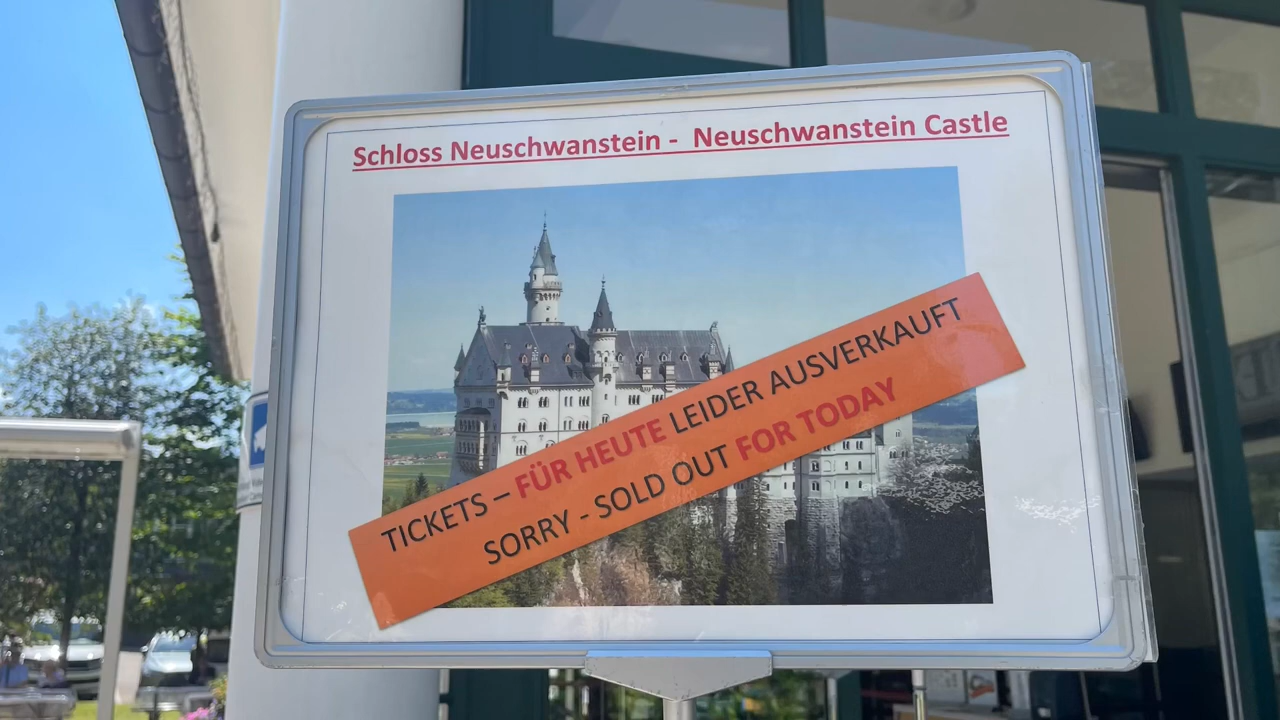 Schloss Neuschwanstein - Neuschwanstein Castle
TICKETS – FÜR HEUTE LEIDER AUSVERKAUFT
SORRY - SOLD OUT FOR TODAY